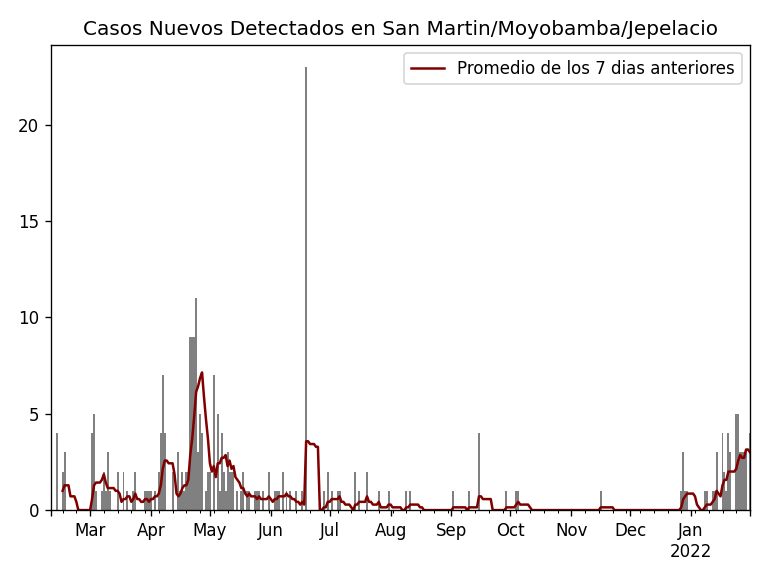 Casos Nuevos Detectados en San Martin/Moyobamba/Jepelacio
Promedio de los 7 dias anteriores
20
15
10
5
0
Mar Apr May Jun Jul Aug Sep Oct Nov Dec Jan
2022